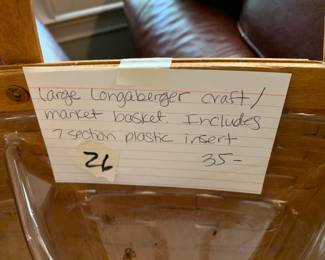 Large Longaberger craft/
market basket. Includes
7 section plastic insert
26
35-